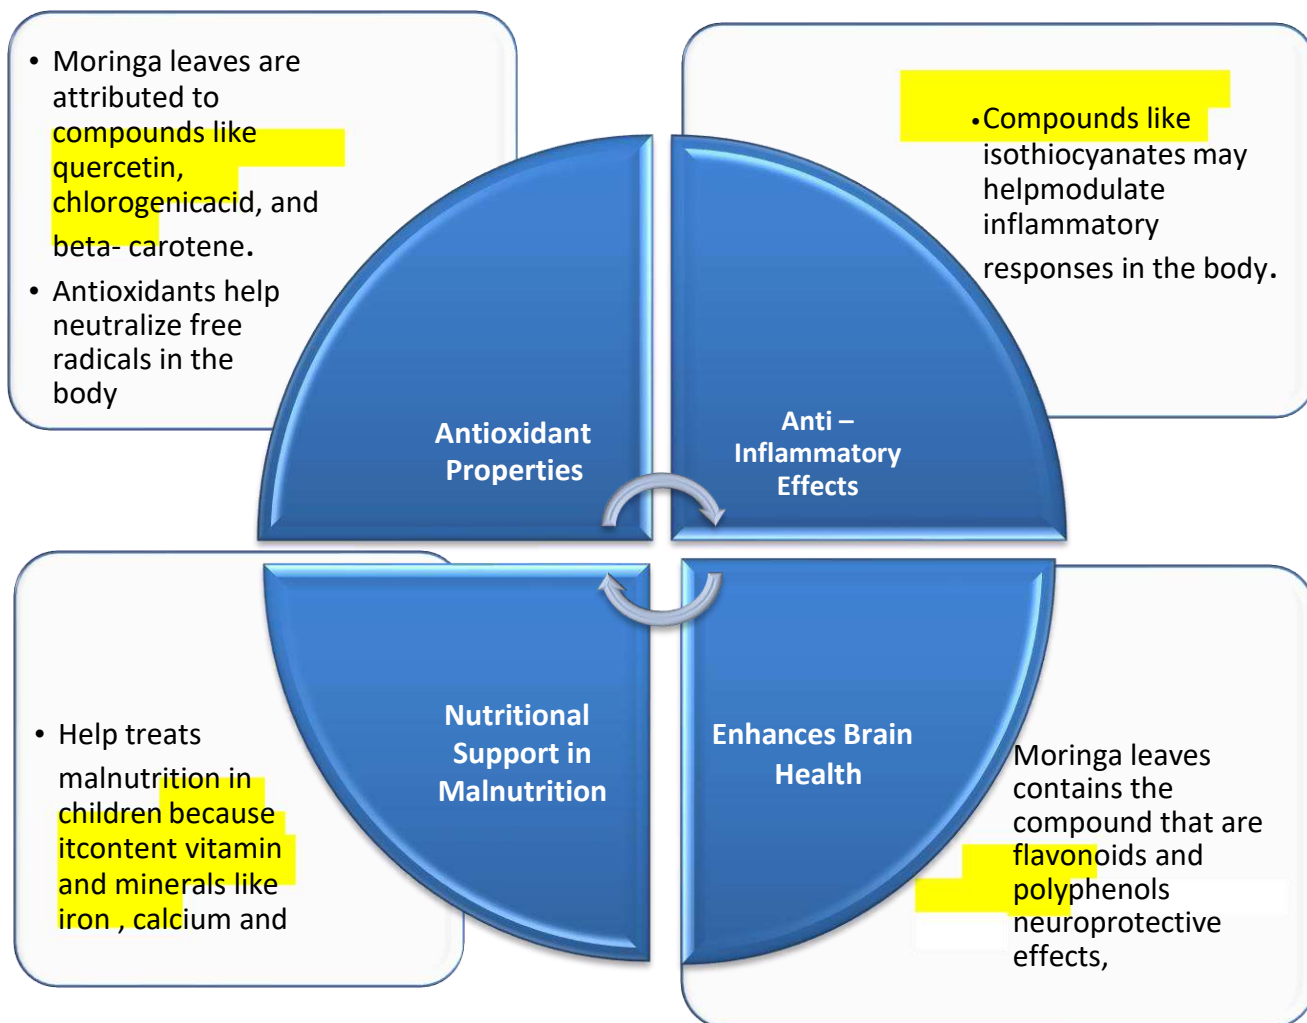 • Moringa leaves are
attributed to
compounds like
quercetin,
chlorogenicacid, and
beta- carotene.
• Antioxidants help
neutralize free
radicals in the
body
•Compounds like
isothiocyanates may
helpmodulate
inflammatory
responses in the body.
Antioxidant
Properties
Anti –
Inflammatory
Effects
Nutritional
Support in
Malnutrition
Enhances Brain
Health
• Help treats
malnutrition in
children because
itcontent vitamin
and minerals like
iron , calcium and
Moringa leaves
contains the
compound that are
flavonoids and
polyphenols
neuroprotective
effects,